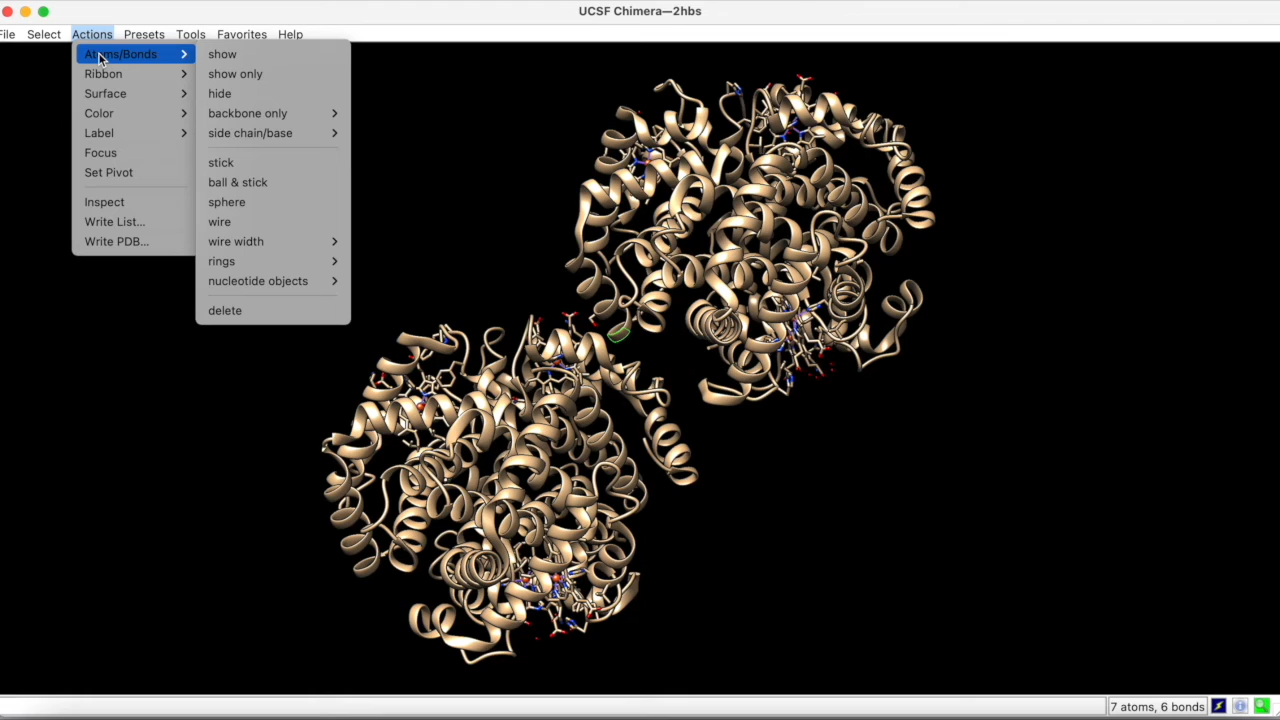 UCSF Chimera—2hbs
File Select Actions Presets Tools Favorites Help
Atoms/Bonds
Ribbon
Surface
Color
Label
Focus
Set Pivot
Inspect
Write List...
Write PDB...
show
show only
hide
backbone only
side chain/base
stick
ball & stick
sphere
wire
wire width
rings
nucleotide objects
delete
7 atoms, 6 bonds